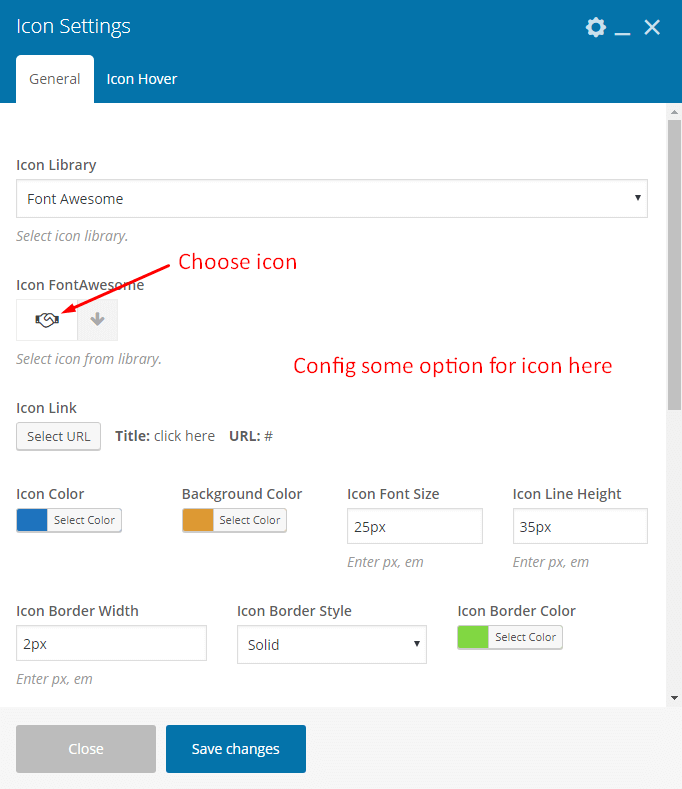 Icon Settings
General Icon Hover
Icon Library
Font Awesome
Select icon library.
Choose icon
Icon FontAwesome
Select icon from library.
Config some option for icon here
Icon Link
Select URL Title: click here URL: #
Icon Color Background Color Icon Font Size Icon Line Height
Select Color Select Color 25px 35px
Enter px, em Enter px, em
Icon Border Width Icon Border Style Icon Border Color
2px Solid Select Color
Enter px, em
Close Save changes